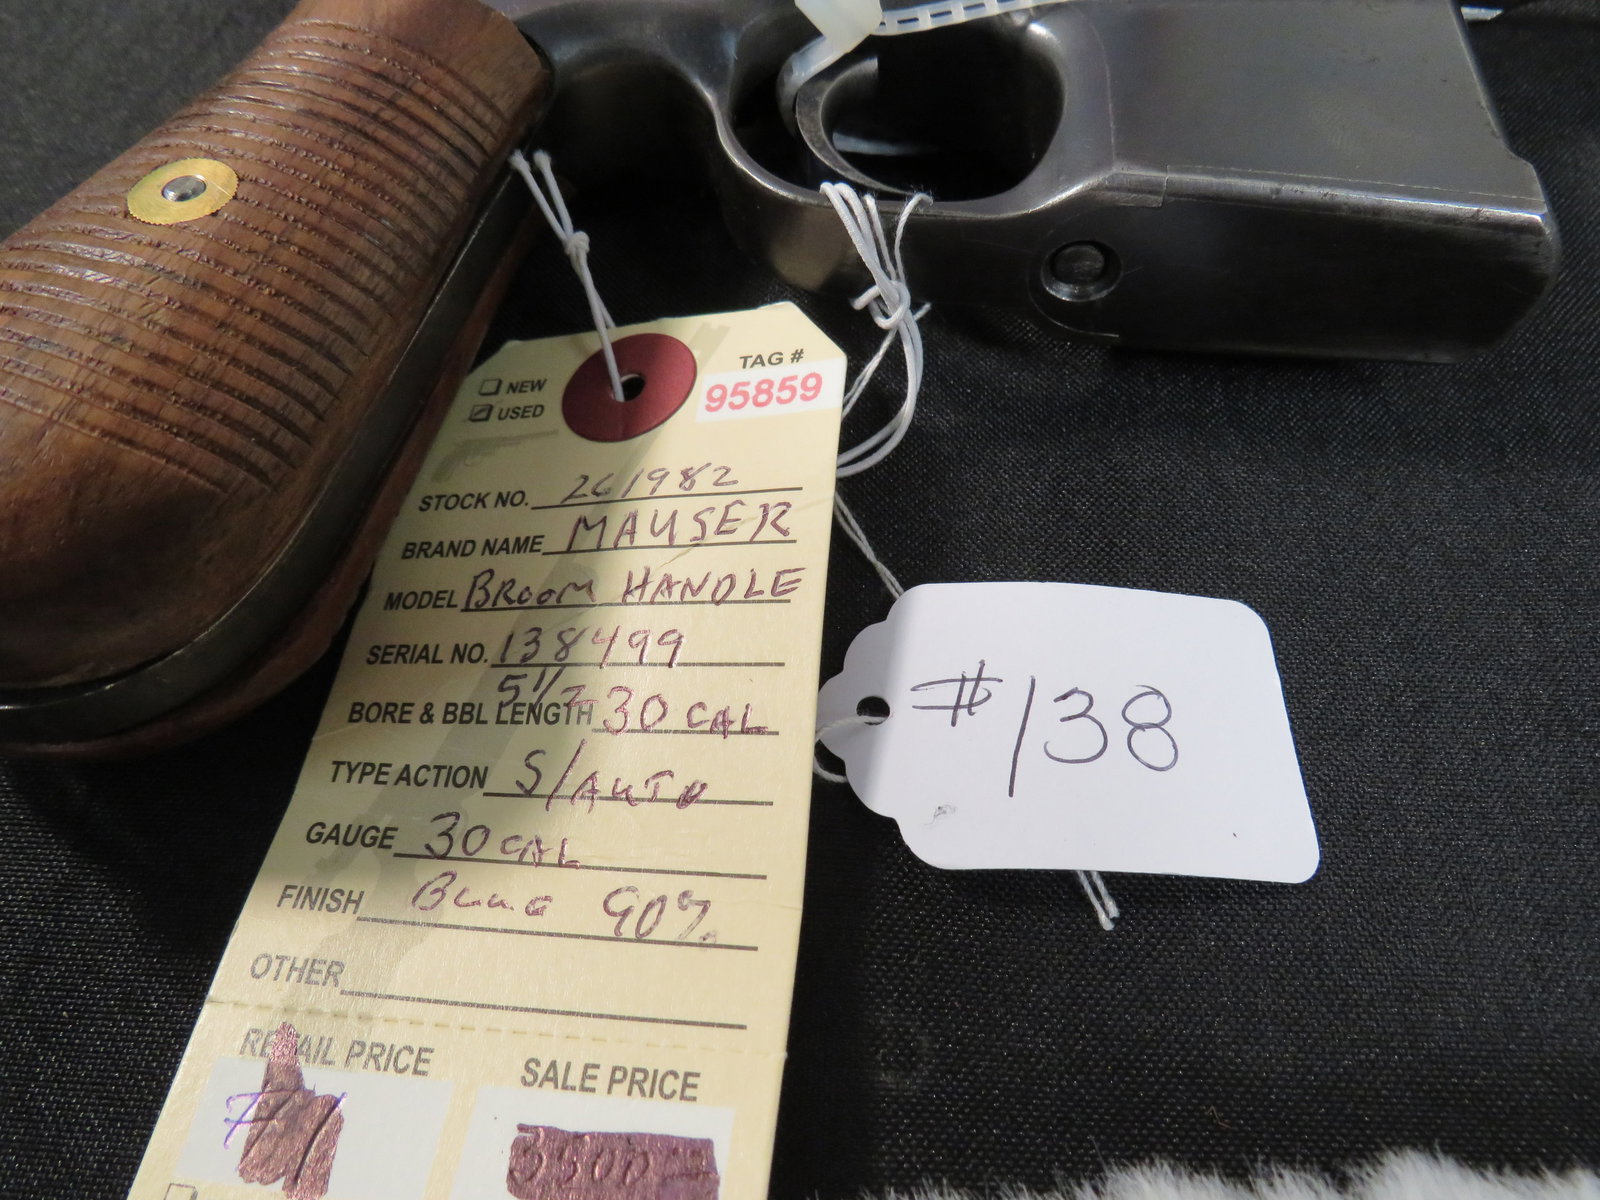 TAG #
NEW
95859
USED
STOCK NO. 261982
BRAND NAME MAUSER
MODEL BROOM HANDLE
SERIAL NO. 138499
5 1/2
BORE & BBL LENGTH 30 CAL
TYPE ACTION S/AUTO
GAUGE 30 CAL
FINISH BLUE 90%
OTHER
RETAIL PRICE
SALE PRICE
#138